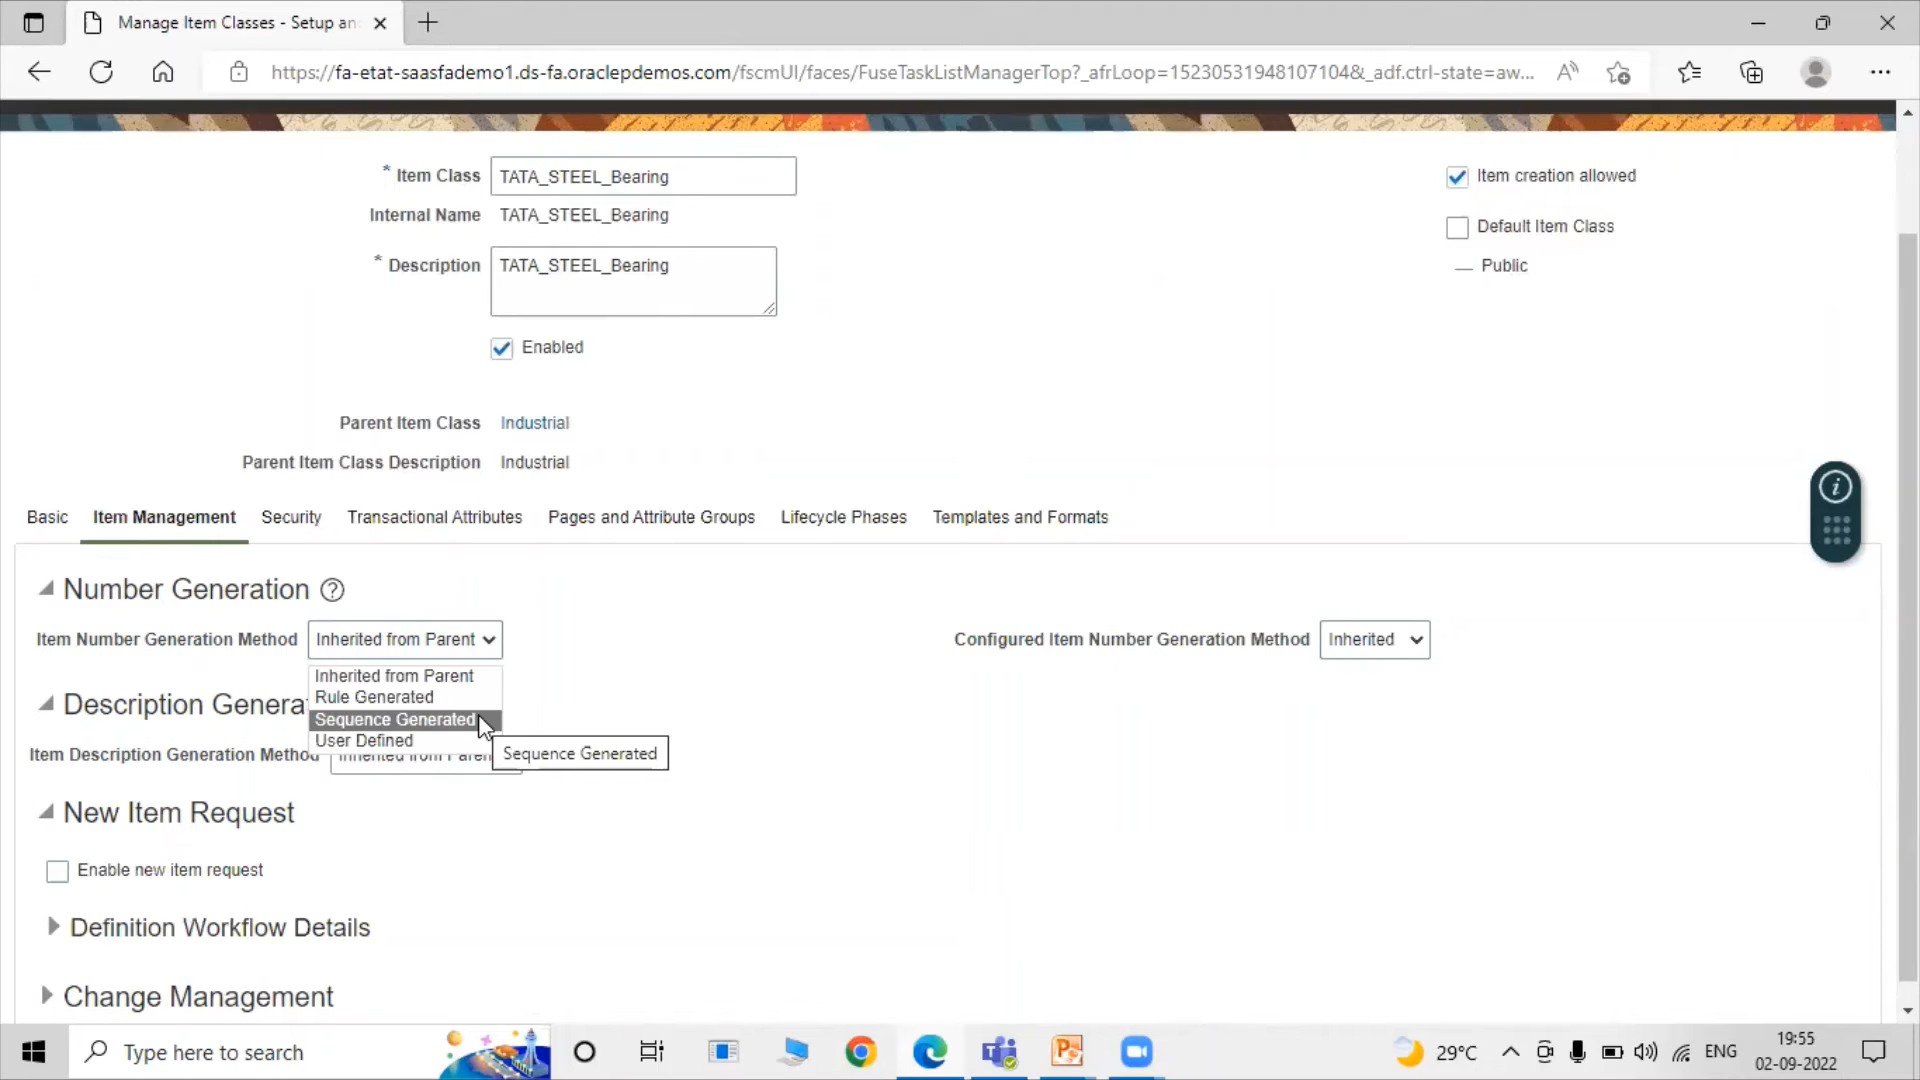 Manage Item Classes - Setup an
https://fa-etat-saasfademo1.ds-fa.oraclepdemos.com/fscmUI/faces/FuseTaskListManagerTop?_afrLoop=15230531948107104&_adf.ctrl-state=aw...
* Item Class TATA_STEEL_Bearing
Item creation allowed
Internal Name TATA_STEEL_Bearing
Default Item Class
* Description TATA_STEEL_Bearing
Public
Enabled
Parent Item Class Industrial
Parent Item Class Description Industrial
Basic Item Management Security Transactional Attributes Pages and Attribute Groups Lifecycle Phases Templates and Formats
Number Generation
Item Number Generation Method Inherited from Parent Configured Item Number Generation Method Inherited
Inherited from Parent
Rule Generated
Sequence Generated
User Defined
Description Genera
Sequence Generated
Item Description Generation Method Inherited from Paren
New Item Request
Enable new item request
Definition Workflow Details
Change Management
Type here to search
29°C ENG 19:55
02-09-2022